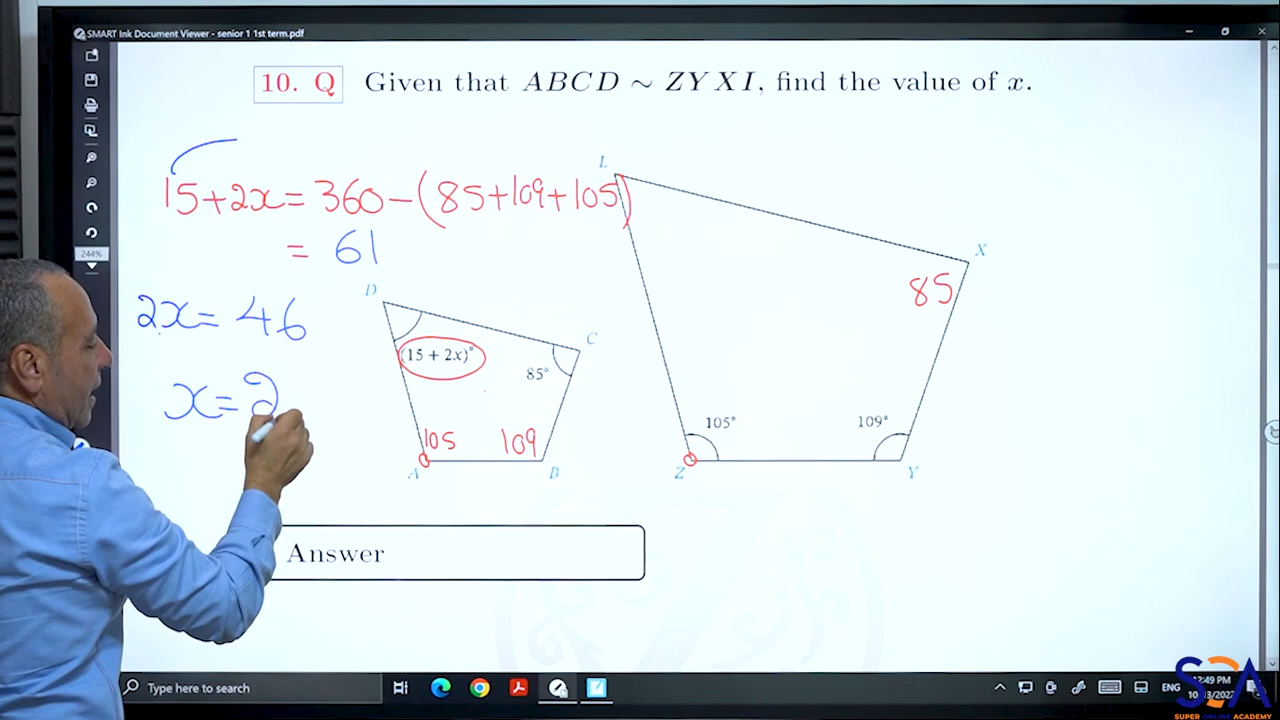 SMART Ink Document Viewer - senior 1 1st term.pdf
10. Q Given that ABCD ~ ZYXI, find the value of x.
15+2x= 360-(85+109+105)
= 61
2x= 46
x=2
244%
L
X
85
D
C
(15 + 2x)°
85°
105
109
A
B
105°
109°
Z
Y
Answer
Type here to search
ENG
SUPER ONLINE ACADEMY